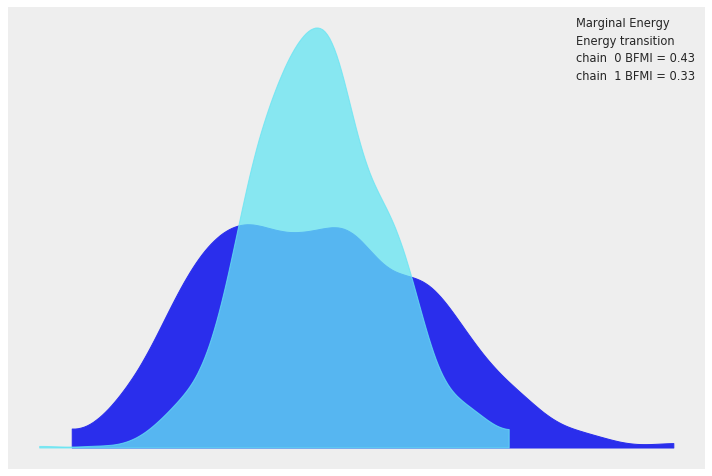 Marginal Energy
Energy transition
chain  0 BFMI = 0.43
chain  1 BFMI = 0.33